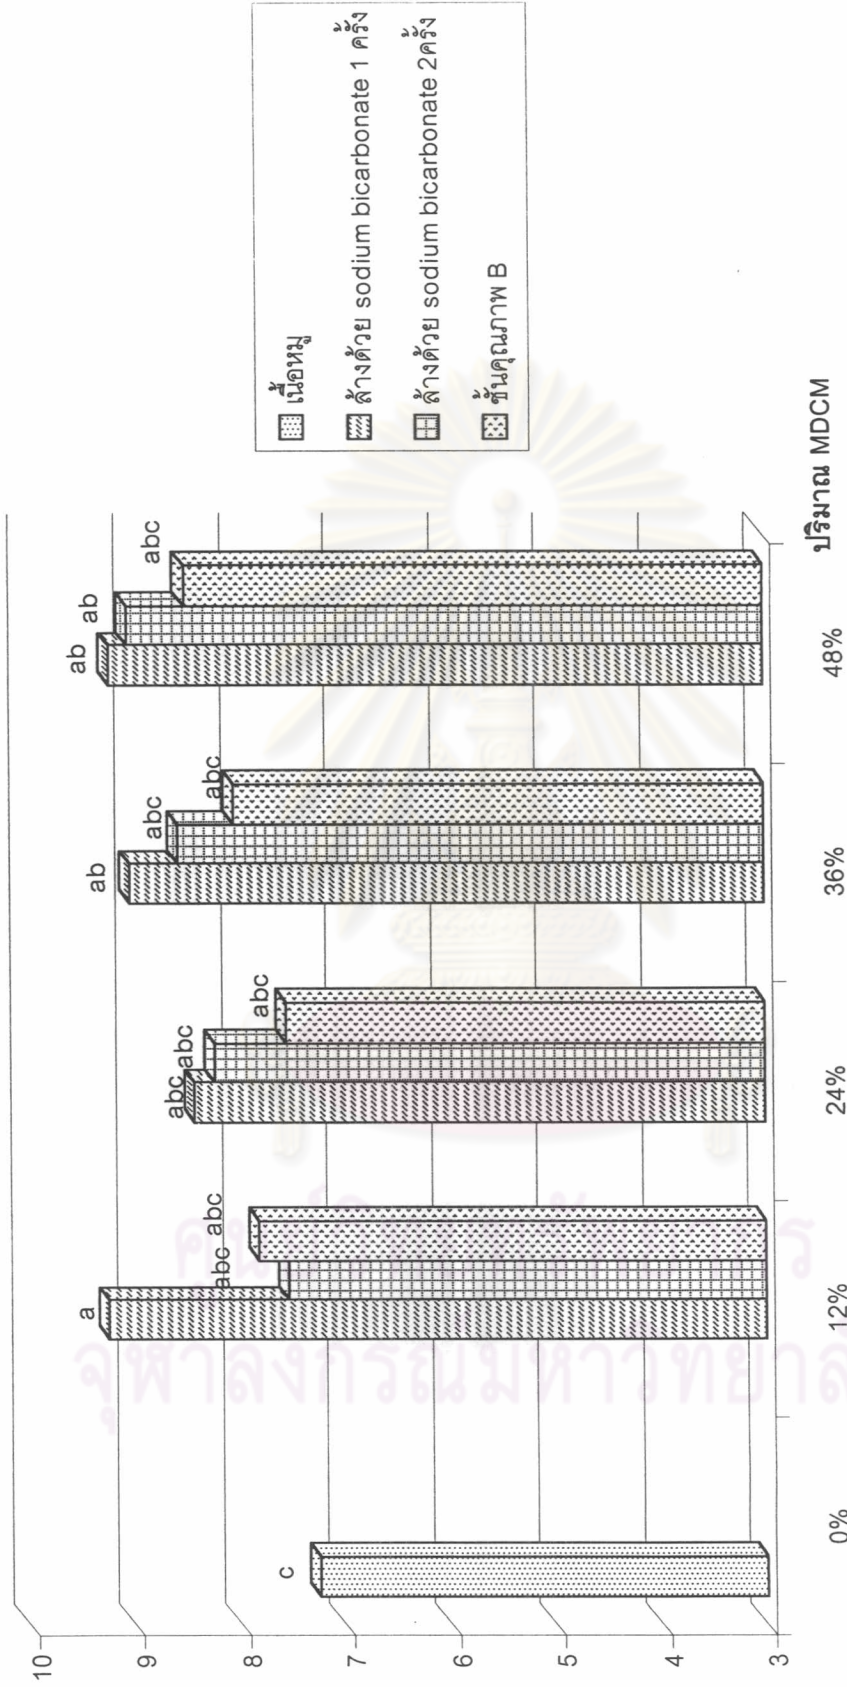 10
9
8
7
6
5
4
3
c
a
abc
abc
abc
abc
abc
ab
abc
abc
ab
ab
abc
0%
12%
24%
36%
48%
ปริมาณ MDCM
เนื้อหมู
ล้างด้วย sodium bicarbonate 1 ครั้ง
ล้างด้วย sodium bicarbonate 2ครั้ง
ชั้นคุณภาพ B